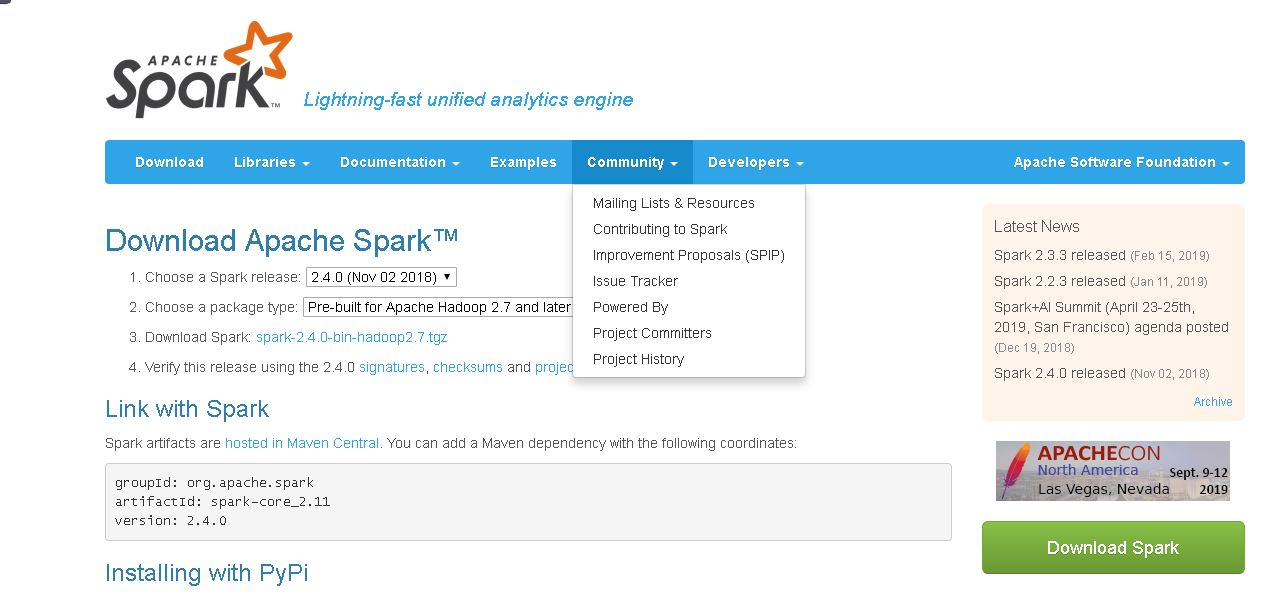 APACHE
Spark™
Lightning-fast unified analytics engine
Download Libraries Documentation Examples Community Developers Apache Software Foundation
Mailing Lists & Resources
Contributing to Spark
Improvement Proposals (SPIP)
Issue Tracker
Powered By
Project Committers
Project History
Download Apache Spark™
1. Choose a Spark release: 2.4.0 (Nov 02 2018)
2. Choose a package type: Pre-built for Apache Hadoop 2.7 and later
3. Download Spark: spark-2.4.0-bin-hadoop2.7.tgz
4. Verify this release using the 2.4.0 signatures, checksums and projec
Link with Spark
Spark artifacts are hosted in Maven Central. You can add a Maven dependency with the following coordinates:
groupId: org.apache.spark
artifactId: spark-core_2.11
version: 2.4.0
Installing with PyPi
Latest News
Spark 2.3.3 released (Feb 15, 2019)
Spark 2.2.3 released (Jan 11, 2019)
Spark+AI Summit (April 23-25th,
2019, San Francisco) agenda posted
(Dec 19, 2018)
Spark 2.4.0 released (Nov 02, 2018)
Archive
APACHECON
North America Sept. 9-12
Las Vegas, Nevada 2019
Download Spark